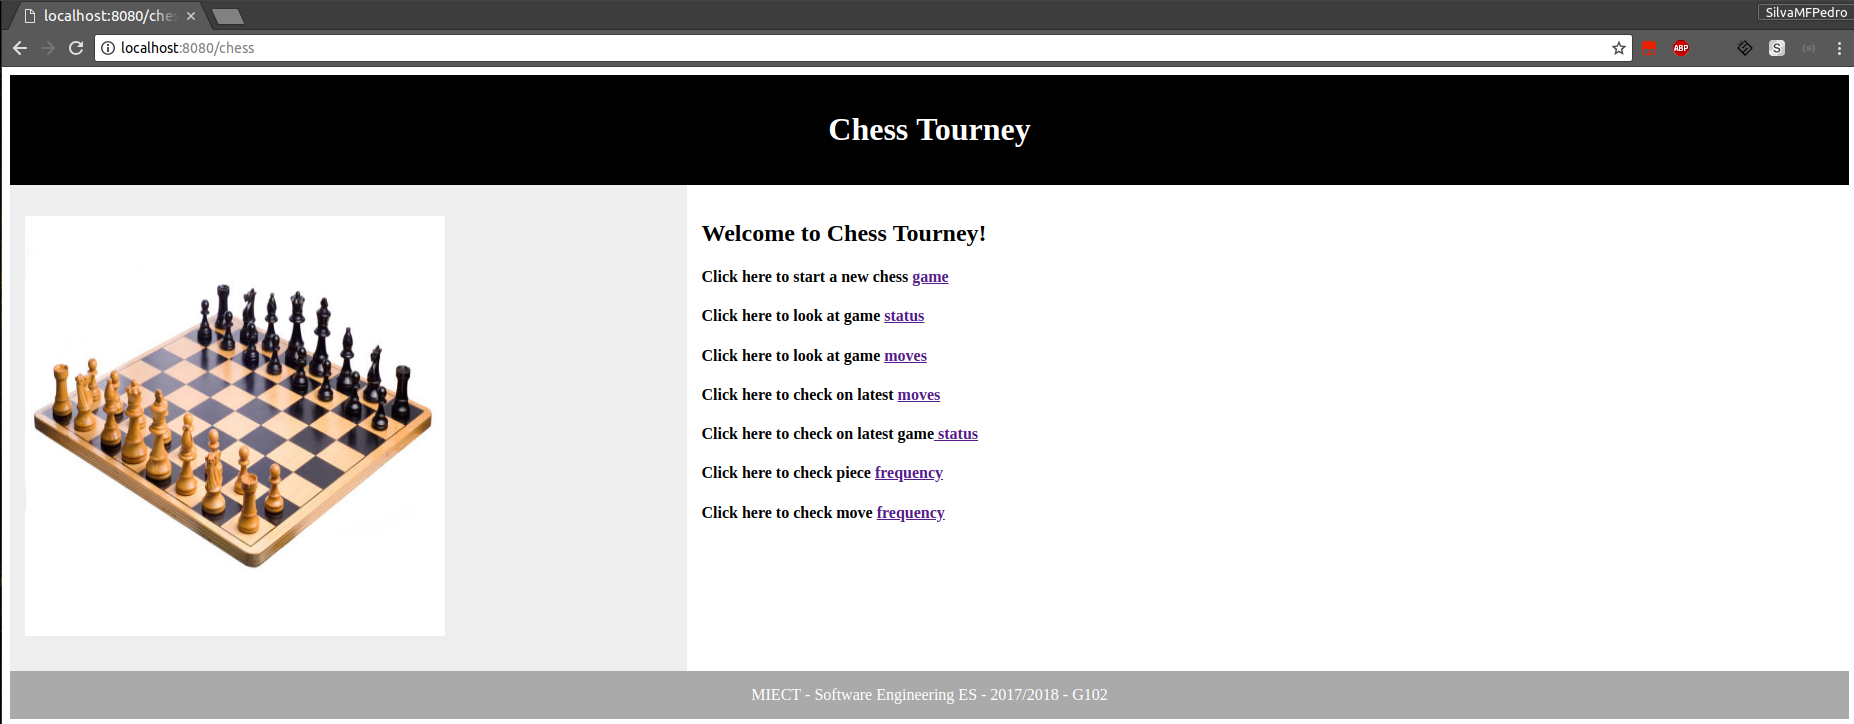 localhost:8080/ches
SilvaMFPedro
localhost:8080/chess
ABP
S
Chess Tourney
Welcome to Chess Tourney!
Click here to start a new chess game
Click here to look at game status
Click here to look at game moves
Click here to check on latest moves
Click here to check on latest game status
Click here to check piece frequency
Click here to check move frequency
MIECT - Software Engineering ES - 2017/2018 - G102